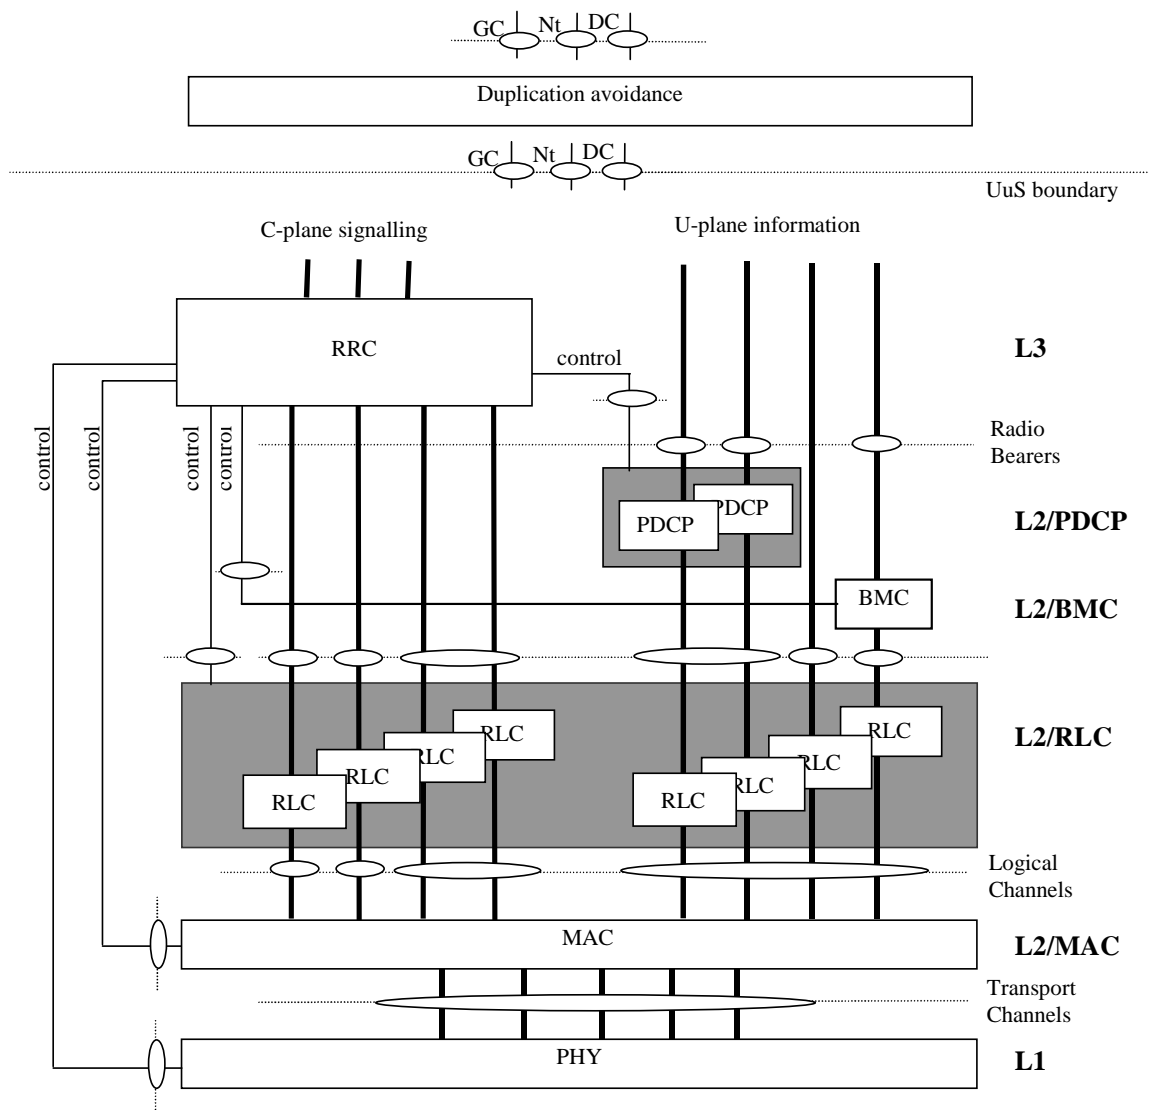 GC Nt DC
Duplication avoidance
GC Nt DC
UuS boundary
C-plane signalling
U-plane information
RRC
control
L3
control
control
control
control
Radio
Bearers
PDCP
PDCP
L2/PDCP
BMC
L2/BMC
RLC
RLC
RLC
RLC
RLC
RLC
RLC
RLC
L2/RLC
Logical
Channels
MAC
L2/MAC
Transport
Channels
PHY
L1